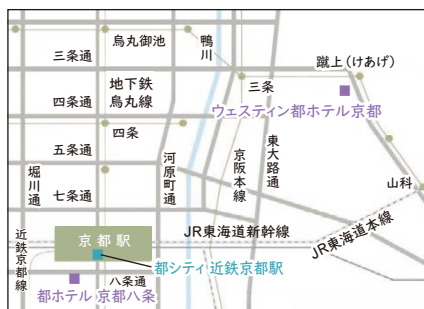 烏丸御池
鴨川
三条通
地下鉄
烏丸線
三条
蹴上(けあげ)
四条通
ウェスティン都ホテル京都
四条
五条通
堀川通
七条通
河原町通
京阪本線
東大路通
山科
近鉄京都線
京都駅
JR東海道新幹線
JR東海道本線
都シティ 近鉄京都駅
八条通
都ホテル 京都八条